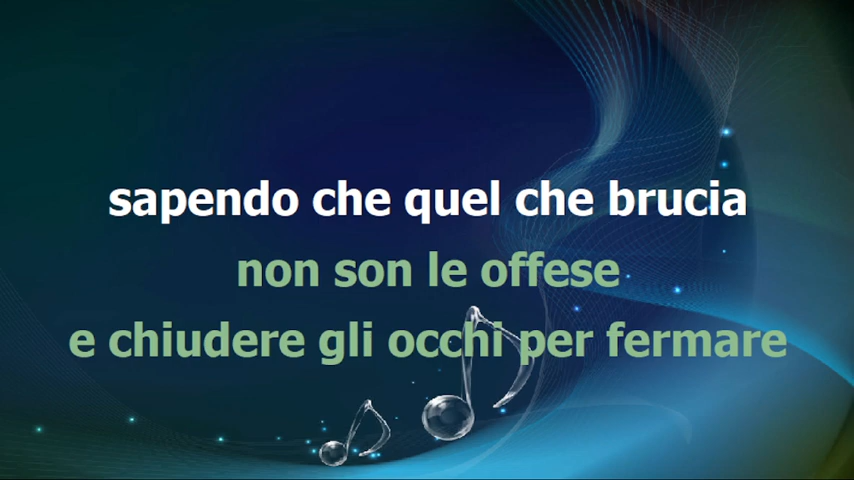 sapendo che quel che brucia
non son le offese
e chiudere gli occhi per fermare